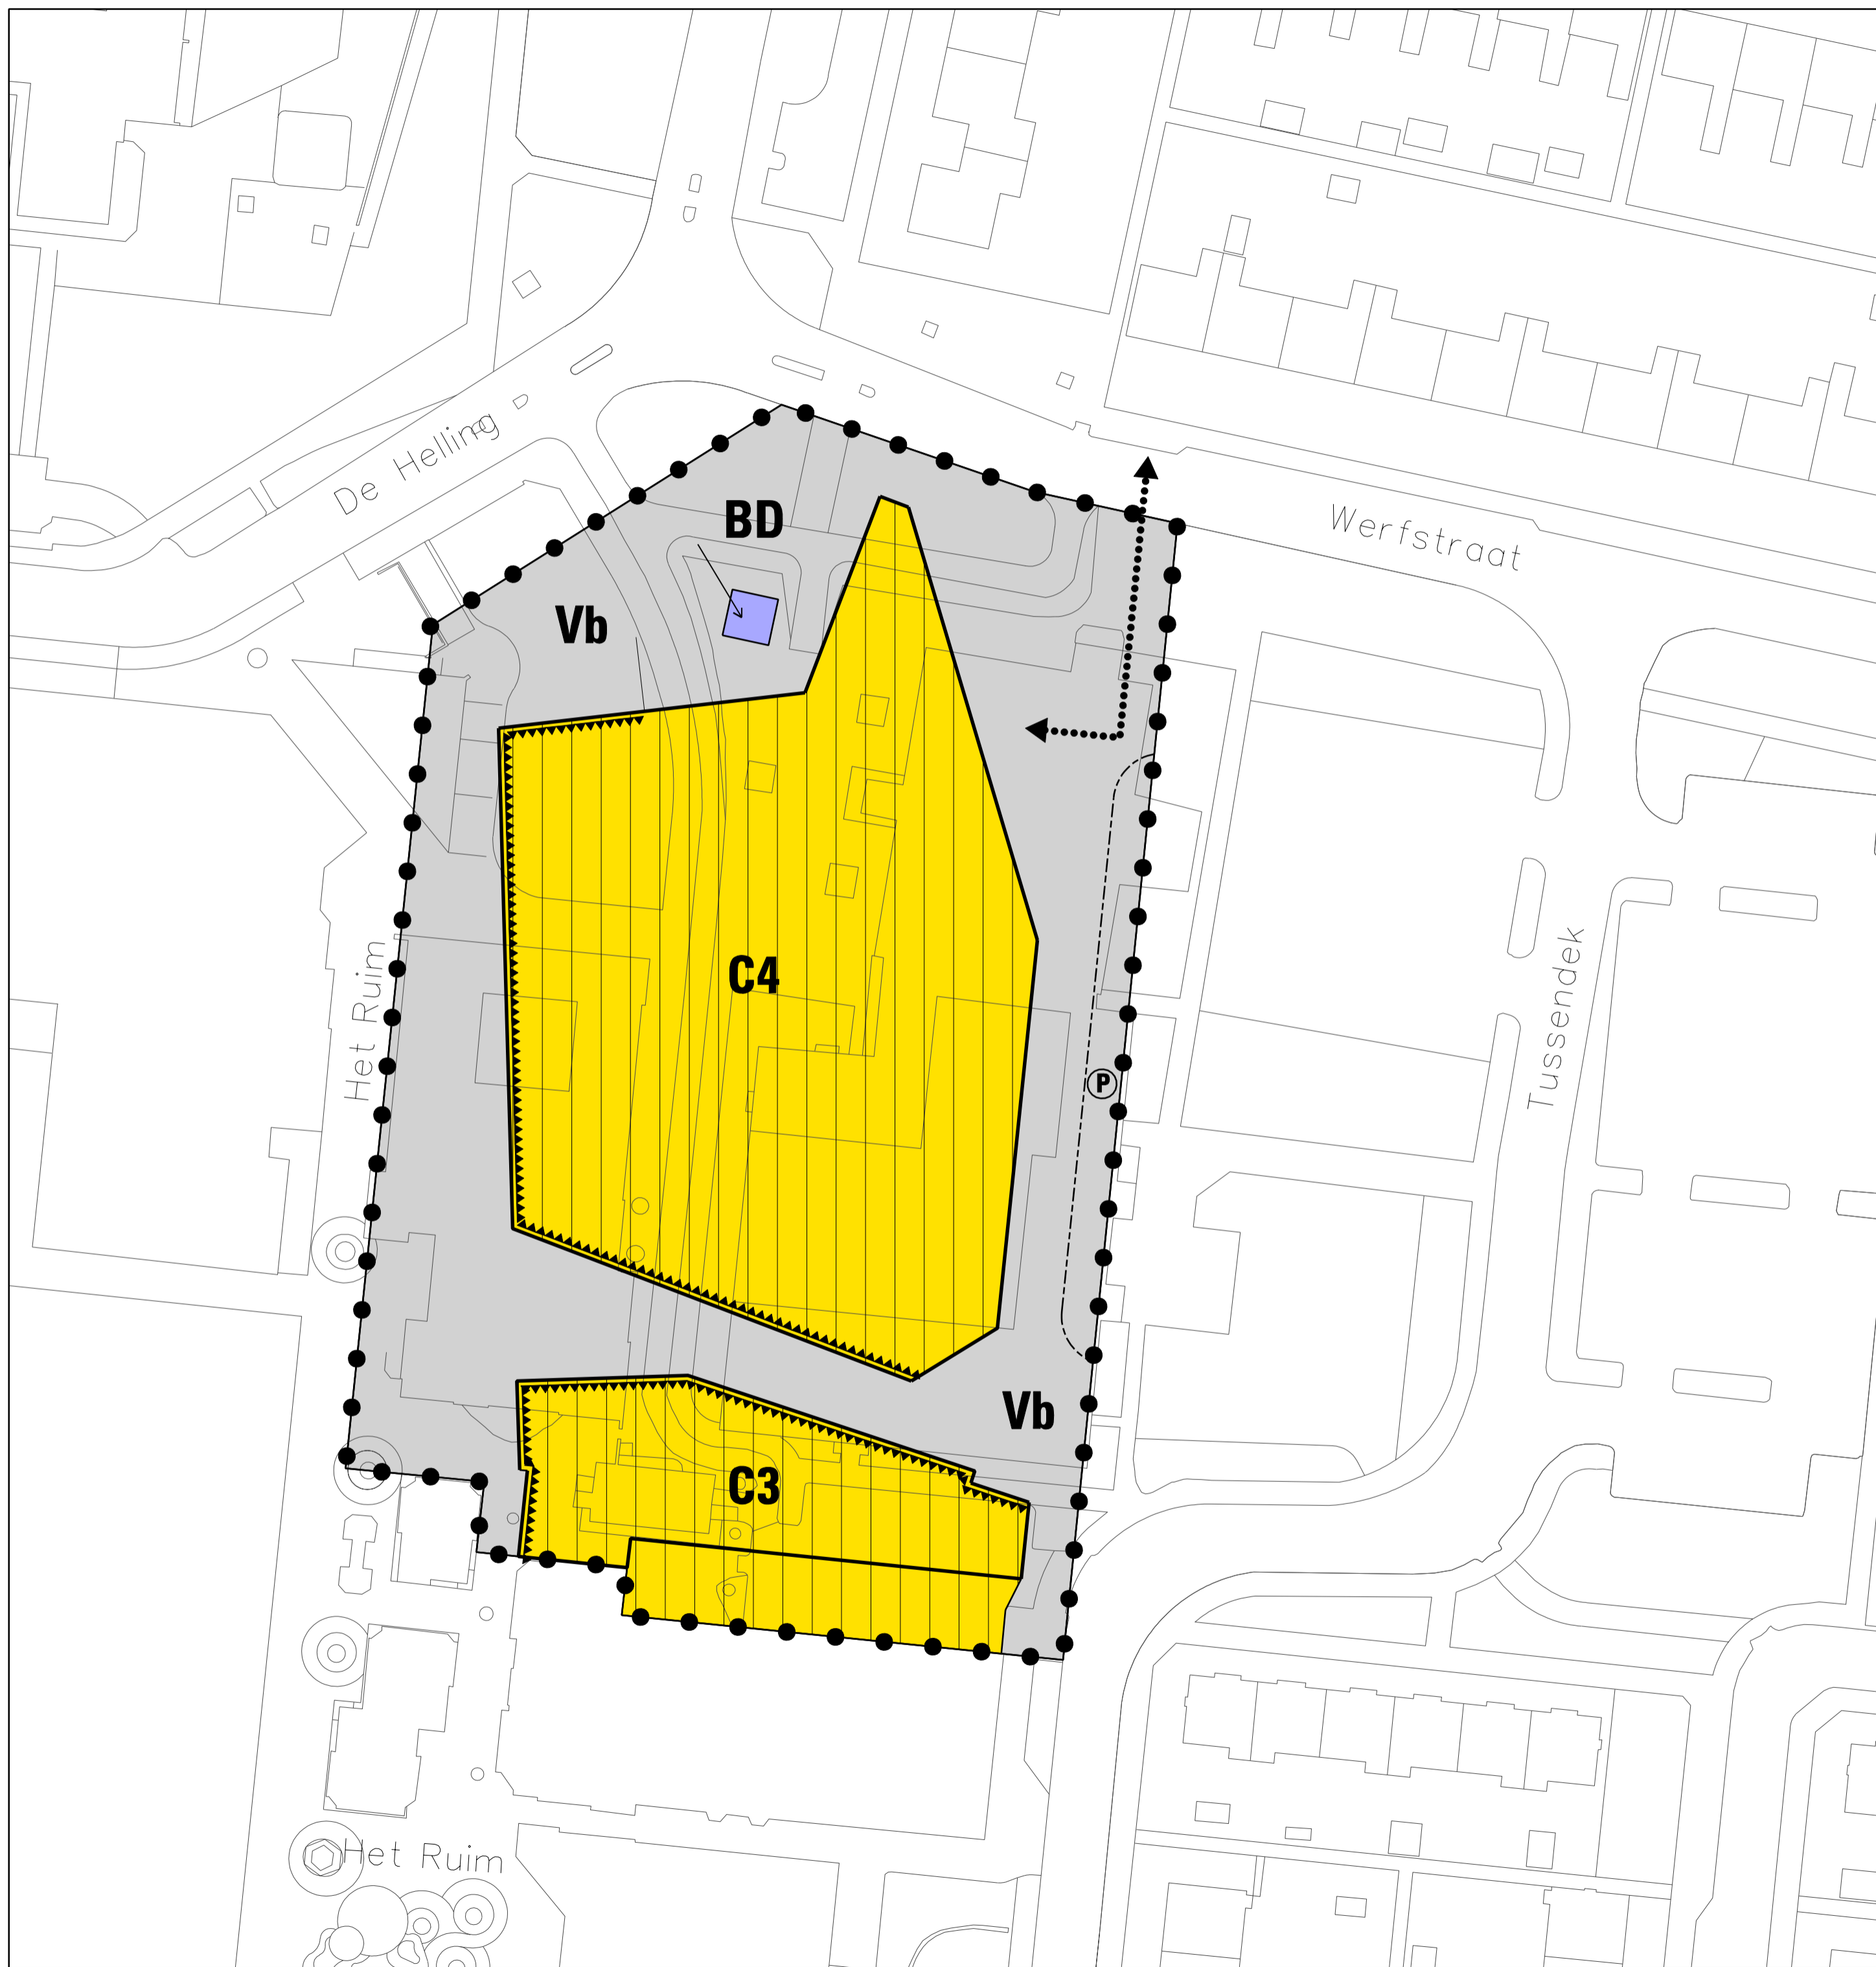 De Helling
BD
Werfstraat
Vb
C4
Het Ruim
Tussendek
P
Vb
C3
Het Ruim